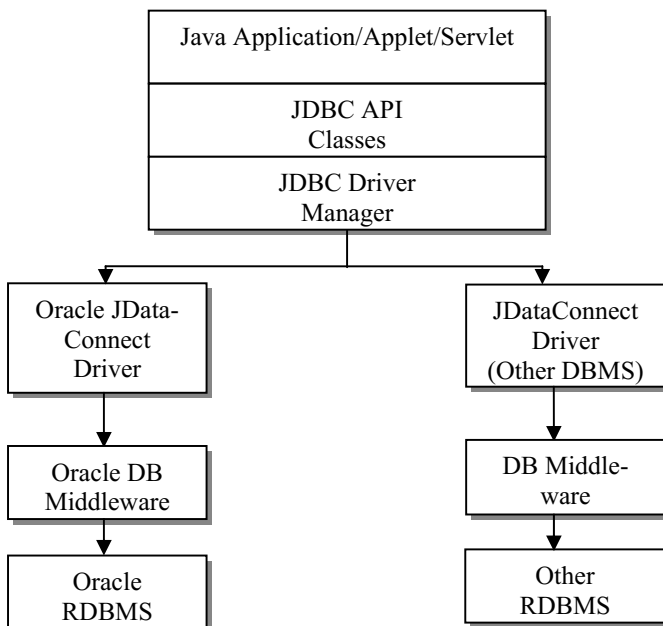 Java Application/Applet/Servlet
JDBC API
Classes
JDBC Driver
Manager
Oracle JData-
Connect
Driver
JDataConnect
Driver
(Other DBMS)
Oracle DB
Middleware
DB Middle-
ware
Oracle
RDBMS
Other
RDBMS